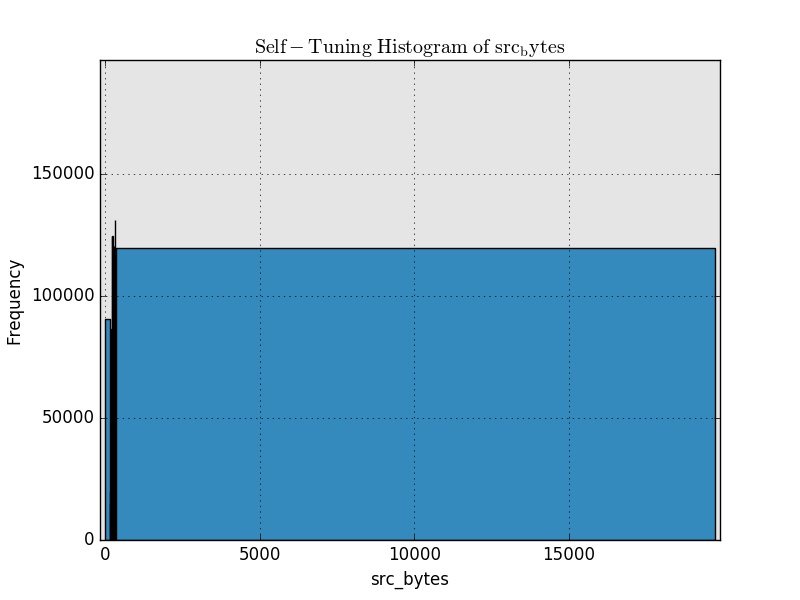 Self − Tuning Histogram of src_bytes
150000
100000
50000
0
Frequency
0 5000 10000 15000
src_bytes